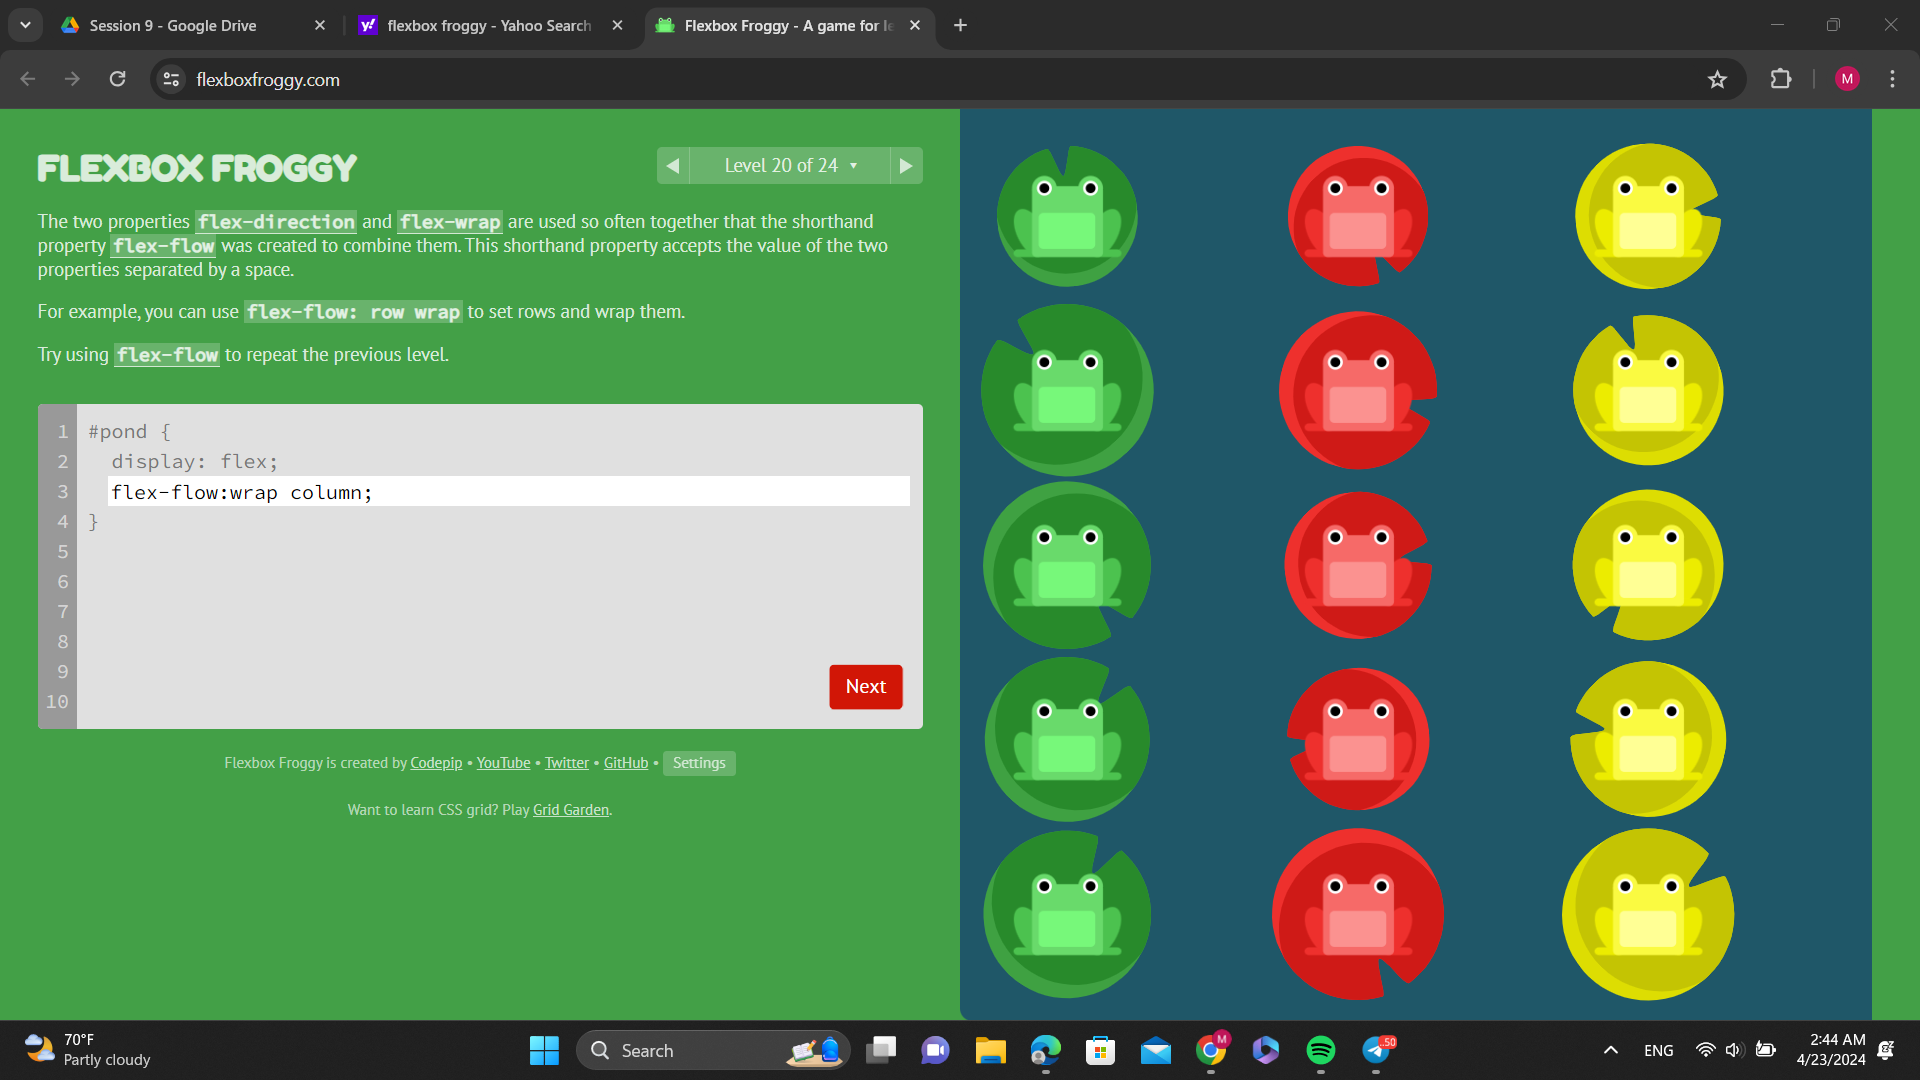 Session 9 - Google Drive
flexbox froggy - Yahoo Search
Flexbox Froggy - A game for le
flexboxfroggy.com
M
FLEXBOX FROGGY
Level 20 of 24
The two properties flex-direction and flex-wrap are used so often together that the shorthand
property flex-flow was created to combine them. This shorthand property accepts the value of the two
properties separated by a space.
For example, you can use flex-flow: row wrap to set rows and wrap them.
Try using flex-flow to repeat the previous level.
1 #pond {
2 display: flex;
3 flex-flow:wrap column;
4 }
5
6
7
8
9
10
Next
Flexbox Froggy is created by Codepip • YouTube • Twitter • GitHub • Settings
Want to learn CSS grid? Play Grid Garden.
70°F
Partly cloudy
Search
M
.50
ENG
2:44 AM
4/23/2024